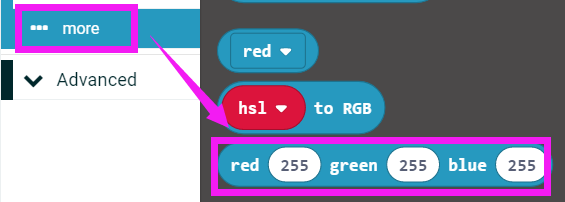 more
Advanced
red
hsl to RGB
red 255 green 255 blue 255